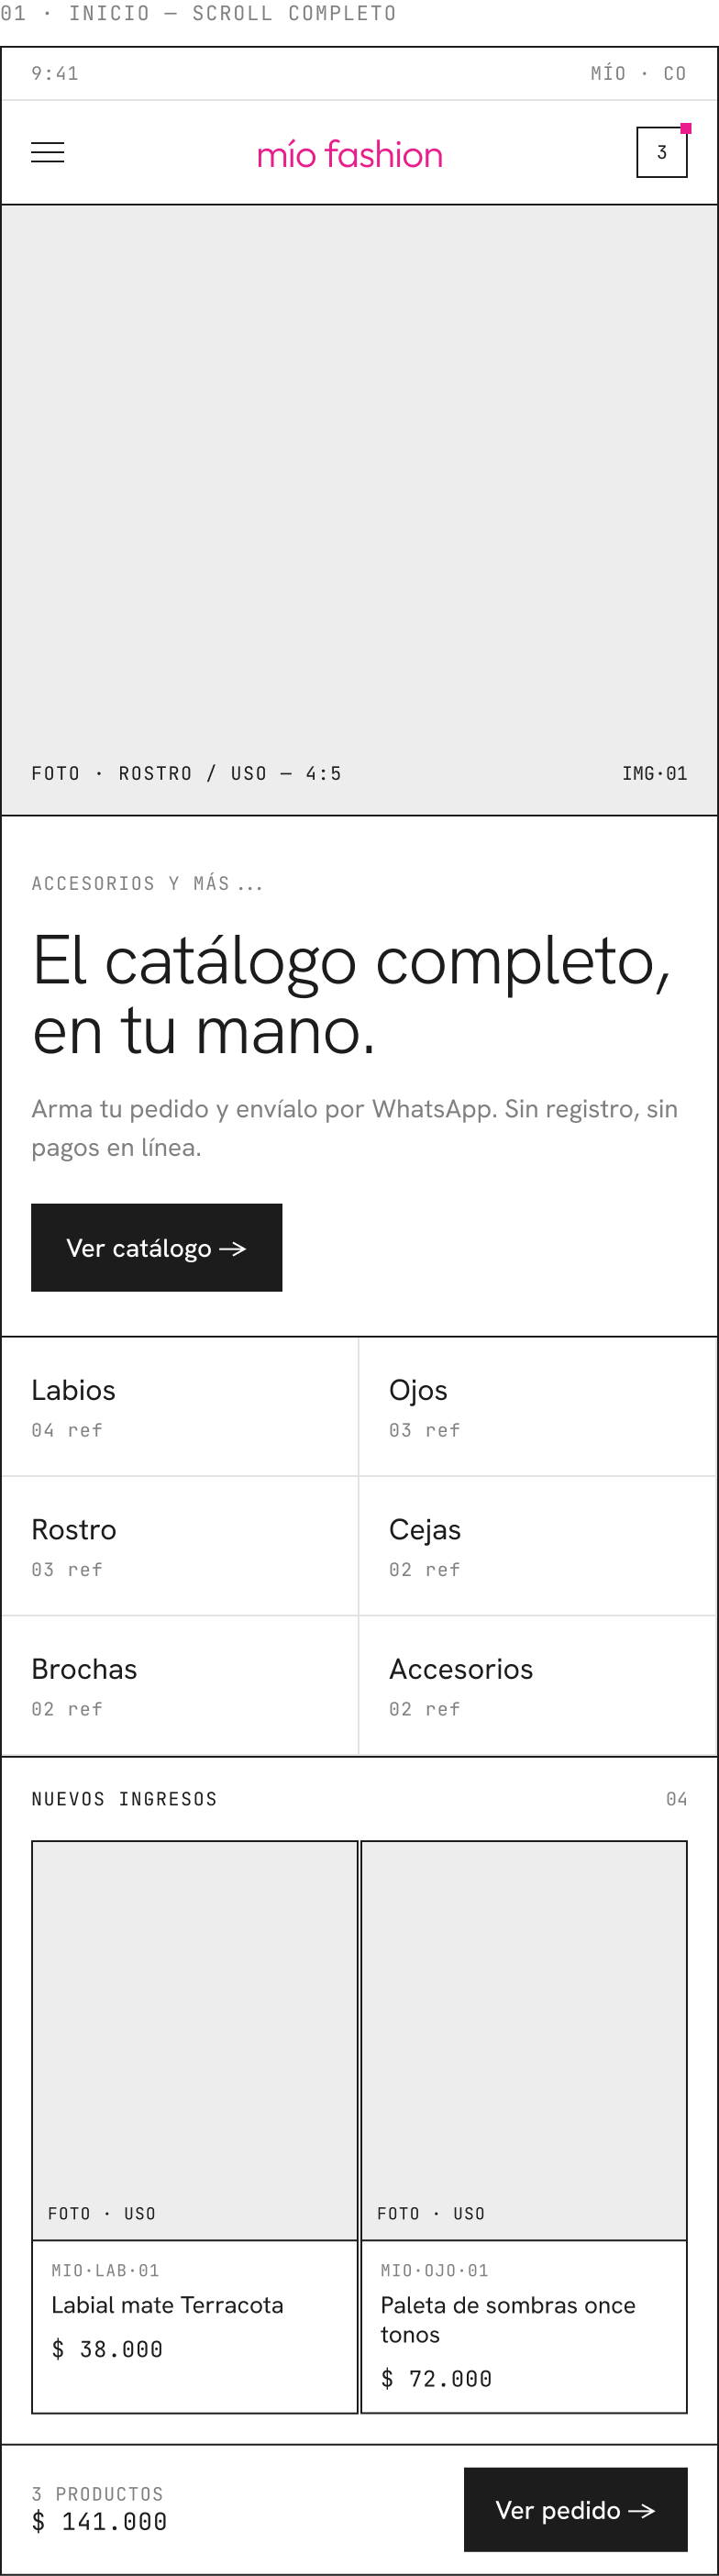 01 · INICIO — SCROLL COMPLETO
9:41 MÍO · CO
mío fashion 3
FOTO · ROSTRO / USO — 4:5 IMG·01
ACCESORIOS Y MÁS...
El catálogo completo,
en tu mano.
Arma tu pedido y envíalo por WhatsApp. Sin registro, sin
pagos en línea.
Ver catálogo →
Labios Ojos
04 ref 03 ref
Rostro Cejas
03 ref 02 ref
Brochas Accesorios
02 ref 02 ref
NUEVOS INGRESOS 04
FOTO · USO FOTO · USO
MIO·LAB·01
Labial mate Terracota
$ 38.000
MIO·OJO·01
Paleta de sombras once
tonos
$ 72.000
3 PRODUCTOS
$ 141.000
Ver pedido →